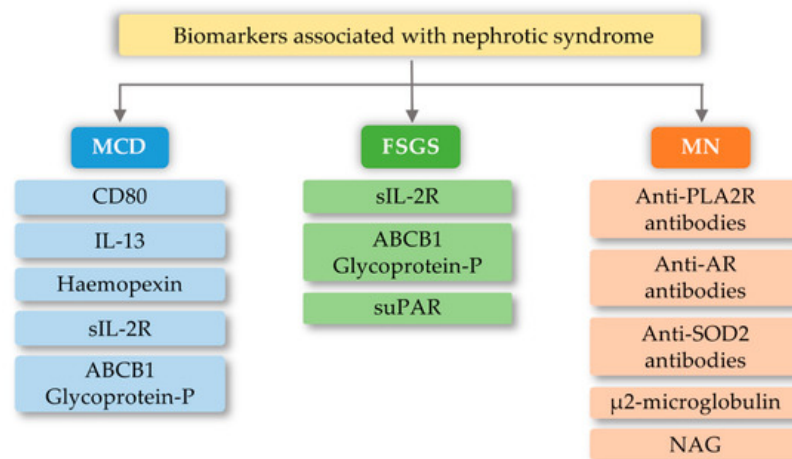 Biomarkers associated with nephrotic syndrome
MCD
CD80
IL-13
Haemopexin
sIL-2R
ABCB1
Glycoprotein-P
FSGS
sIL-2R
ABCB1
Glycoprotein-P
suPAR
MN
Anti-PLA2R
antibodies
Anti-AR
antibodies
Anti-SOD2
antibodies
μ2-microglobulin
NAG